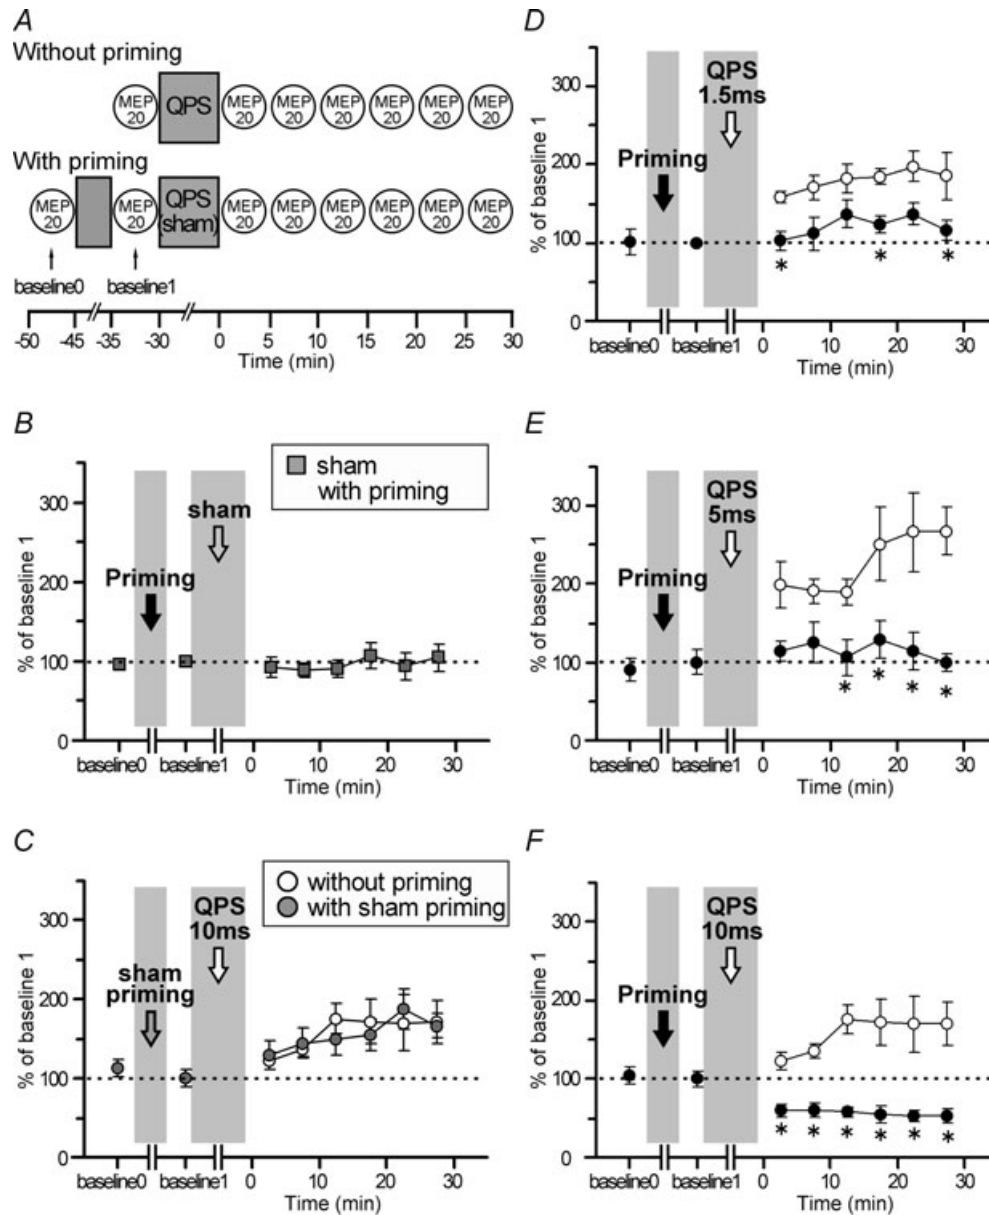 A
Without priming
MEP 20
QPS
MEP 20
MEP 20
MEP 20
MEP 20
MEP 20
MEP 20
With priming
MEP 20
MEP 20
QPS (sham)
MEP 20
MEP 20
MEP 20
MEP 20
MEP 20
MEP 20
baseline0 baseline1
-50 -45 -35 -30 0 5 10 15 20 25 30
Time (min)
B
sham
with priming
% of baseline 1
300
200
100
0
Priming
sham
baseline0 baseline1 0 10 20 30
Time (min)
C
without priming
with sham priming
% of baseline 1
300
200
100
0
sham
priming
QPS
10ms
baseline0 baseline1 0 10 20 30
Time (min)
D
% of baseline 1
300
200
100
0
Priming
QPS
1.5ms
* * *
baseline0 baseline1 0 10 20 30
Time (min)
E
% of baseline 1
300
200
100
0
Priming
QPS
5ms
* * * *
baseline0 baseline1 0 10 20 30
Time (min)
F
% of baseline 1
300
200
100
0
Priming
QPS
10ms
* * * * * *
baseline0 baseline1 0 10 20 30
Time (min)